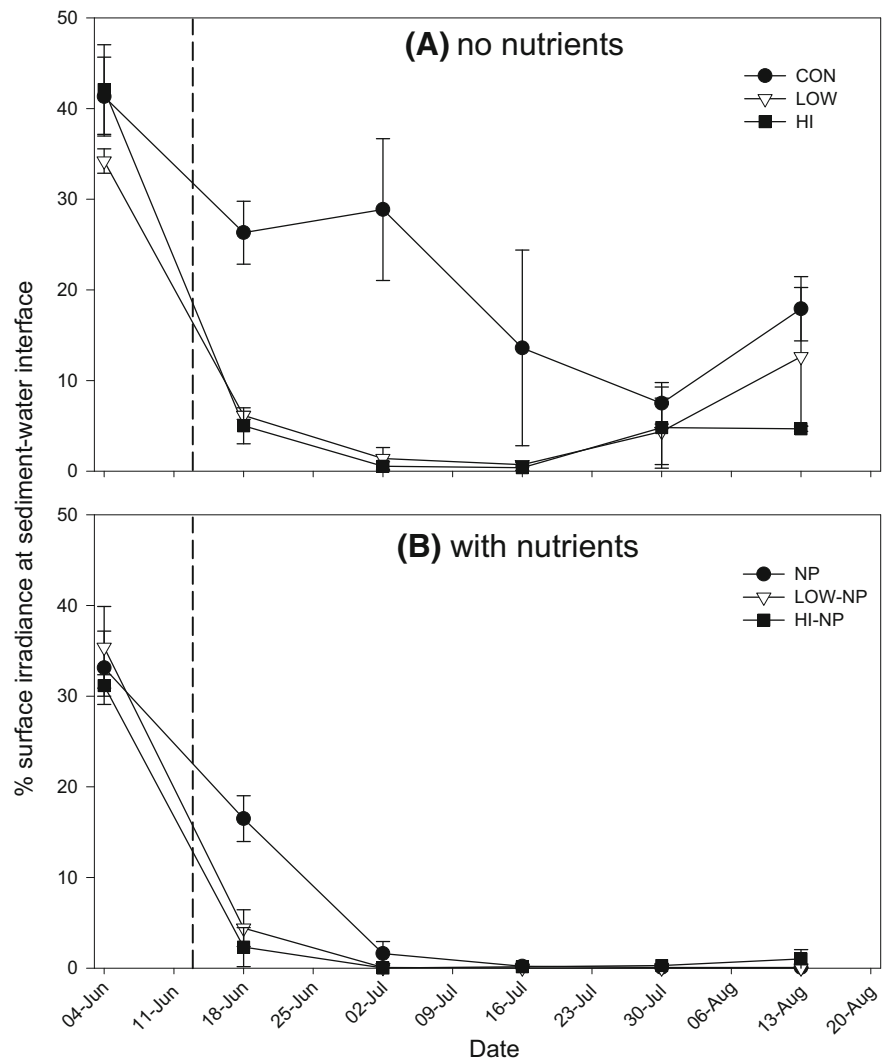 50
40
30
20
10
0
(A) no nutrients
CON
LOW
HI
50
40
30
20
10
0
(B) with nutrients
NP
LOW-NP
HI-NP
% surface irradiance at sediment-water interface
04-Jun
11-Jun
18-Jun
25-Jun
02-Jul
09-Jul
16-Jul
23-Jul
30-Jul
06-Aug
13-Aug
20-Aug
Date